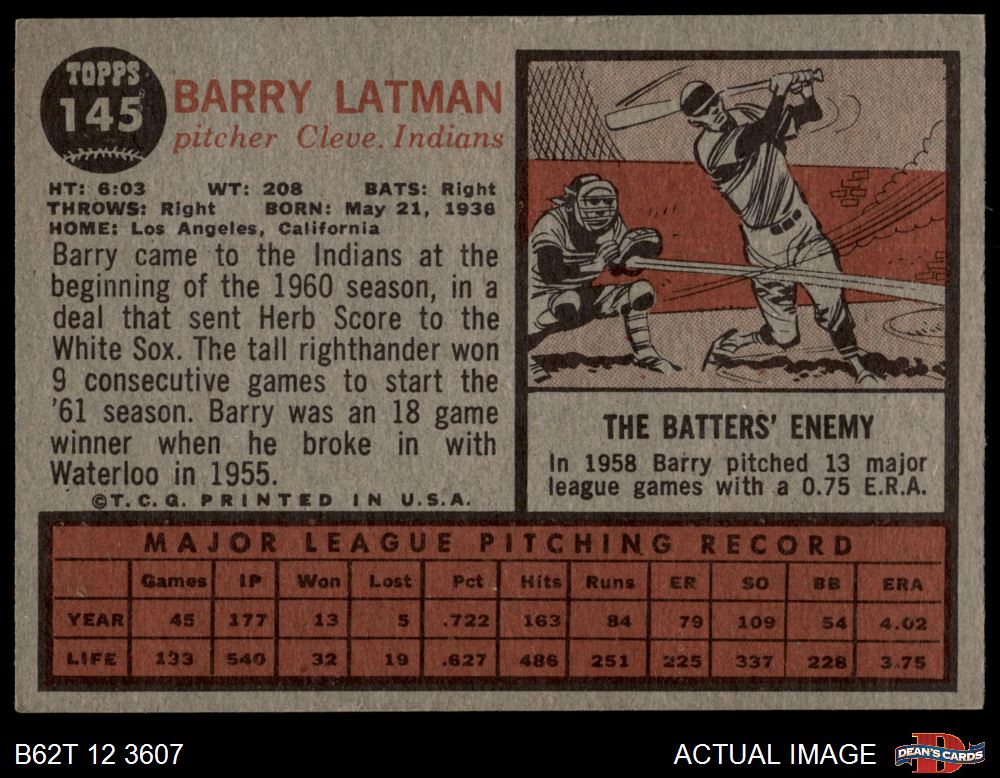 TOPPS
145
BARRY LATMAN
pitcher Cleve. Indians
HT: 6:03 WT: 208 BATS: Right
THROWS: Right BORN: May 21, 1936
HOME: Los Angeles, California
Barry came to the Indians at the
beginning of the 1960 season, in a
deal that sent Herb Score to the
White Sox. The tall righthander won
9 consecutive games to start the
'61 season. Barry was an 18 game
winner when he broke in with
Waterloo in 1955.
©T.C.G. PRINTED IN U.S.A.
THE BATTERS' ENEMY
In 1958 Barry pitched 13 major
league games with a 0.75 E.R.A.
MAJOR LEAGUE PITCHING RECORD
Games IP Won Lost Pct Hits Runs ER SO BB ERA
YEAR 45 177 13 5 .722 163 84 79 109 54 4.02
LIFE 133 540 32 19 .627 486 251 225 337 228 3.75
B62T 12 3607
ACTUAL IMAGE
DEAN'S CARDS